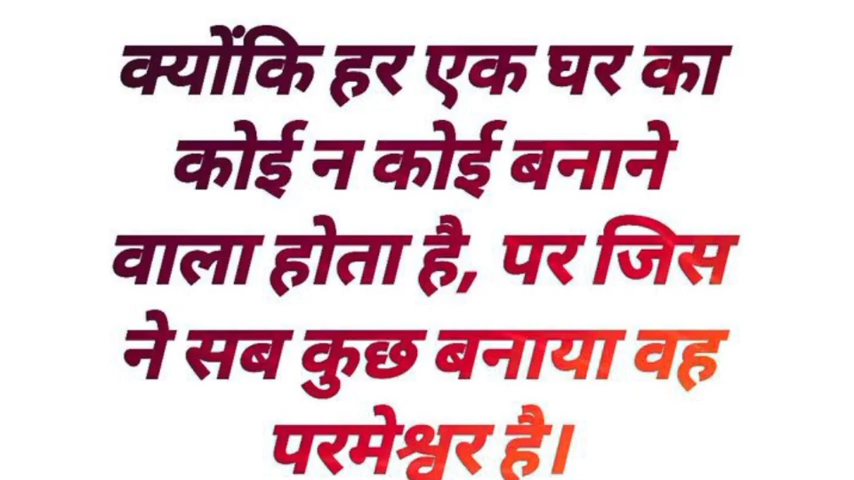 क्योंकि हर एक घर का
कोई न कोई बनाने
वाला होता है, पर जिस
ने सब कुछ बनाया वह
परमेश्वर है।